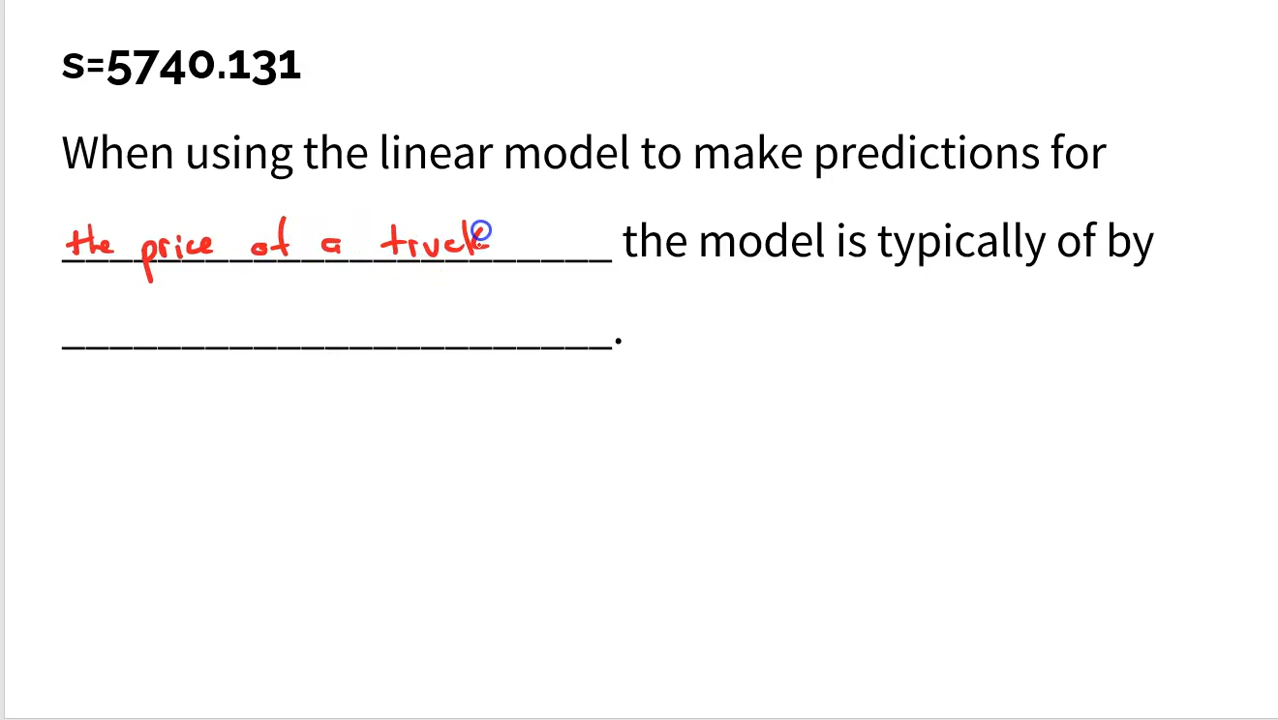 s=5740.131
When using the linear model to make predictions for
the price of a truck the model is typically of by
_______________________.